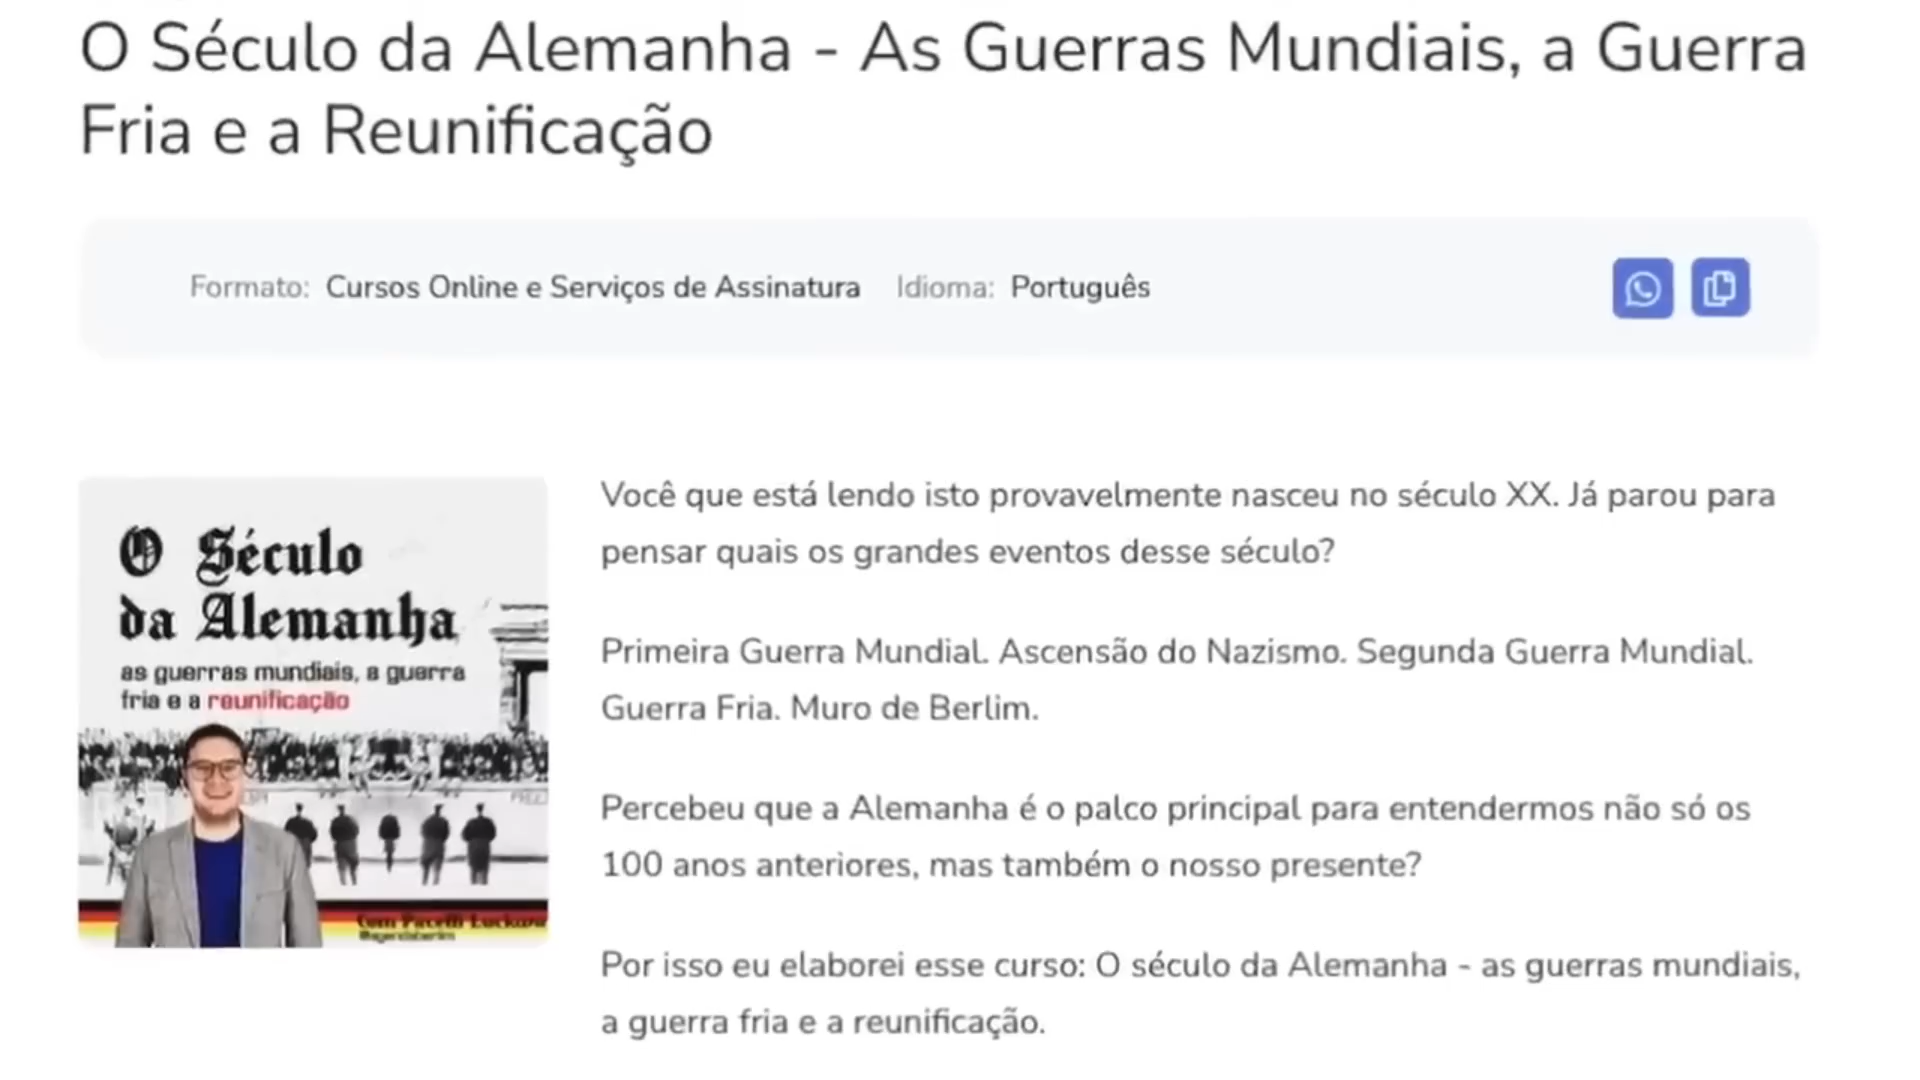 O Século da Alemanha - As Guerras Mundiais, a Guerra
Fria e a Reunificação
Formato: Cursos Online e Serviços de Assinatura Idioma: Português
O Século
da Alemanha
as guerras mundiais, a guerra
fria e a reunificação
Com Pacelli Luckow
@agendaberlim
Você que está lendo isto provavelmente nasceu no século XX. Já parou para
pensar quais os grandes eventos desse século?
Primeira Guerra Mundial. Ascensão do Nazismo. Segunda Guerra Mundial.
Guerra Fria. Muro de Berlim.
Percebeu que a Alemanha é o palco principal para entendermos não só os
100 anos anteriores, mas também o nosso presente?
Por isso eu elaborei esse curso: O século da Alemanha - as guerras mundiais,
a guerra fria e a reunificação.